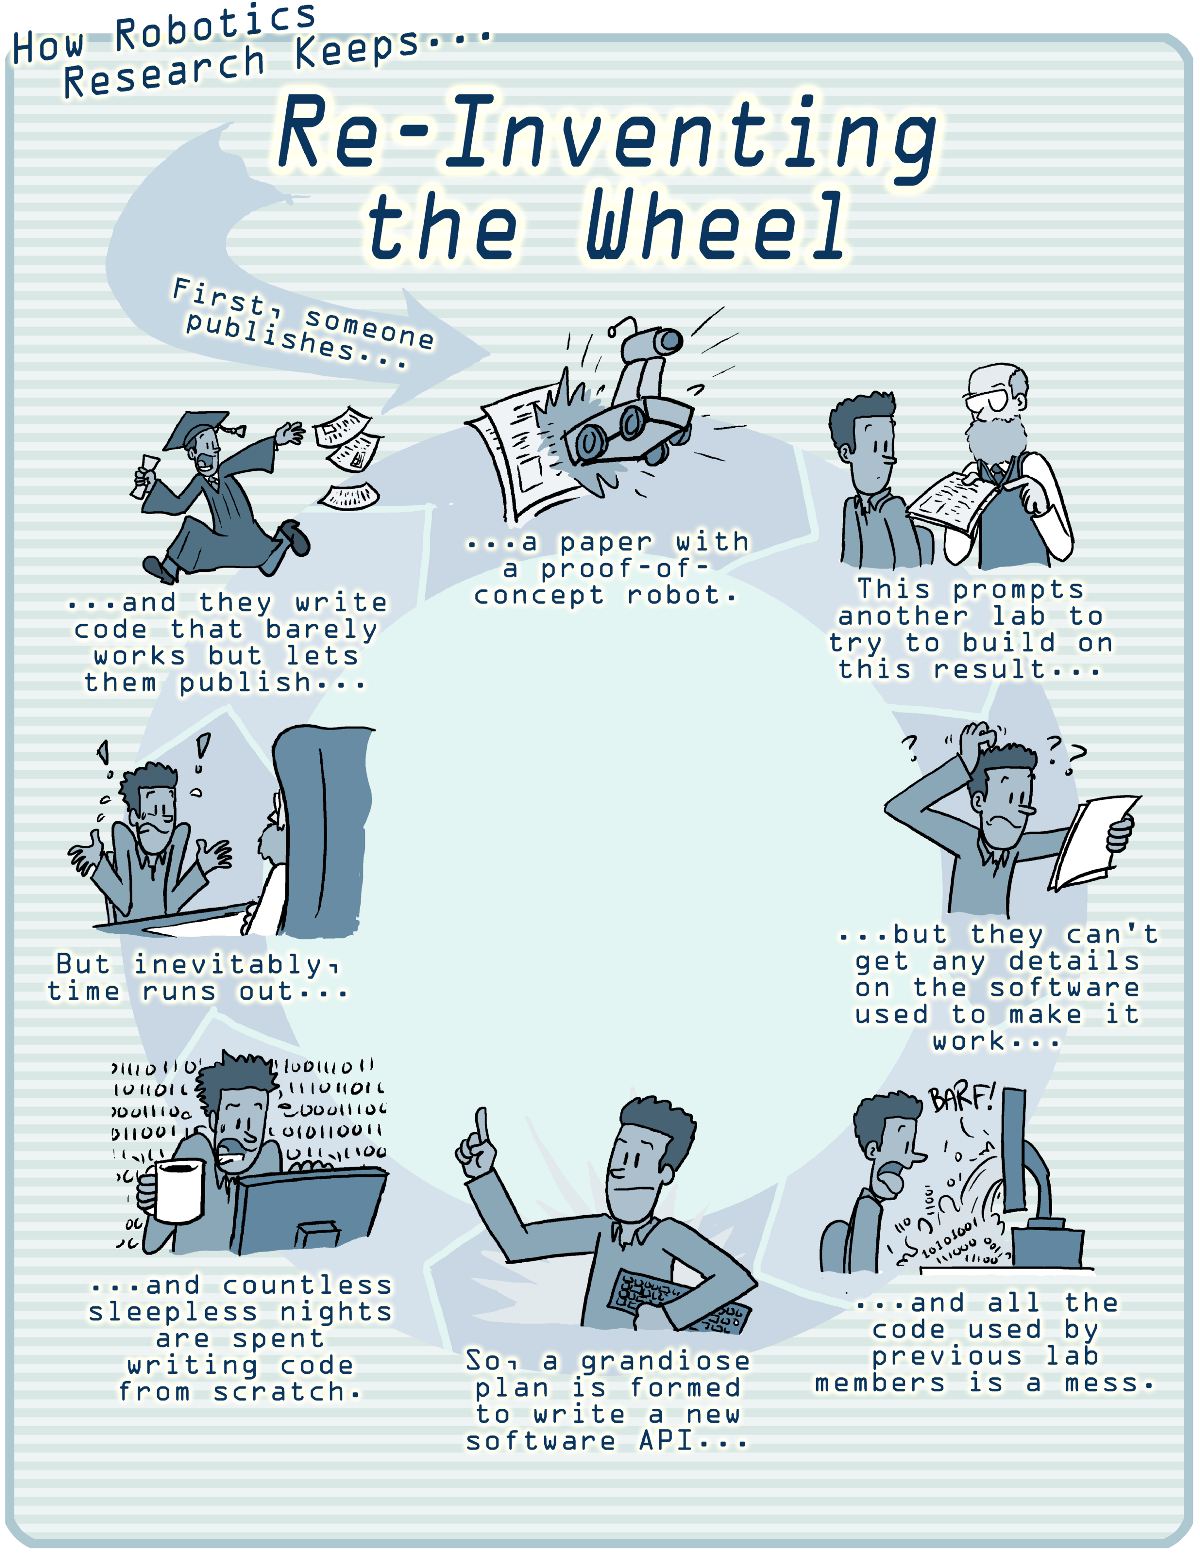 How Robotics
Research Keeps...
Re-Inventing
the Wheel
First, someone
publishes...
...a paper with
a proof-of-
concept robot.
This prompts
another lab to
try to build on
this result...
? ? ?
...but they can't
get any details
on the software
used to make it
work...
BARF!
110
10101001
111000 001
...and all the
code used by
previous lab
members is a mess.
So, a grandiose
plan is formed
to write a new
software API...
...and countless
sleepless nights
are spent
writing code
from scratch.
But inevitably,
time runs out...
! !
...and they write
code that barely
works but lets
them publish...